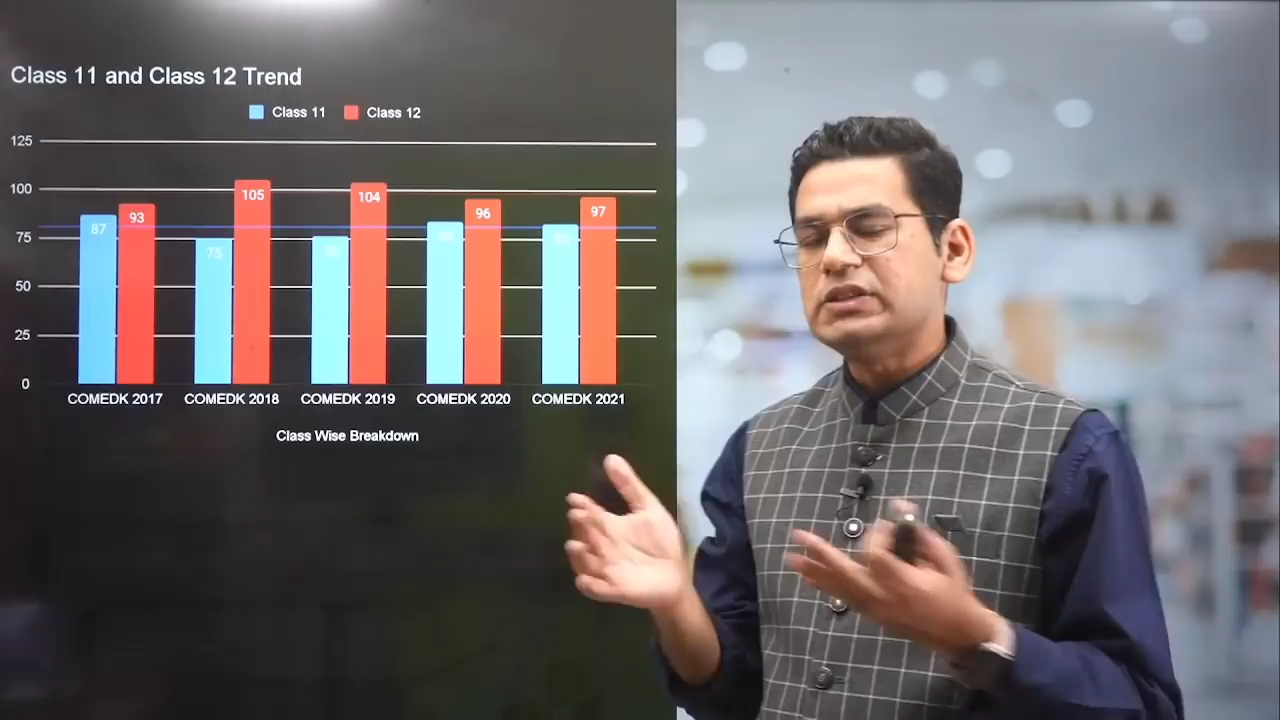 Class 11 and Class 12 Trend
Class 11 Class 12
125
100
75
50
25
0
87 93
75 105
104
96
97
COMEDK 2017 COMEDK 2018 COMEDK 2019 COMEDK 2020 COMEDK 2021
Class Wise Breakdown